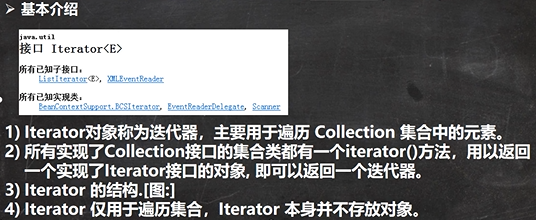 ➢ 基本介绍
java.util
接口 Iterator<E>
所有已知子接口：
ListIterator<E>, XMLEventReader
所有已知实现类：
BeanContextSupport.BCSIterator, EventReaderDelegate, Scanner
1) Iterator对象称为迭代器，主要用于遍历 Collection 集合中的元素。
2) 所有实现了Collection接口的集合类都有一个iterator()方法，用以返回
一个实现了Iterator接口的对象, 即可以返回一个迭代器。
3) Iterator 的结构.[图:]
4) Iterator 仅用于遍历集合，Iterator 本身并不存放对象。